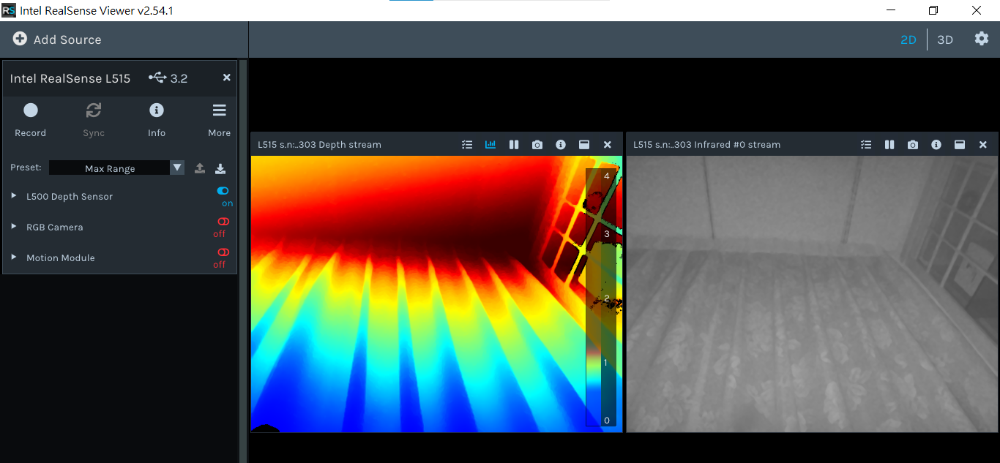 RS Intel RealSense Viewer v2.54.1
Add Source
2D 3D
Intel RealSense L515 3.2
Record Sync Info More
Preset: Max Range
L500 Depth Sensor on
RGB Camera off
Motion Module off
L515 s.n:..303 Depth stream
4
3
2
1
0
L515 s.n:..303 Infrared #0 stream